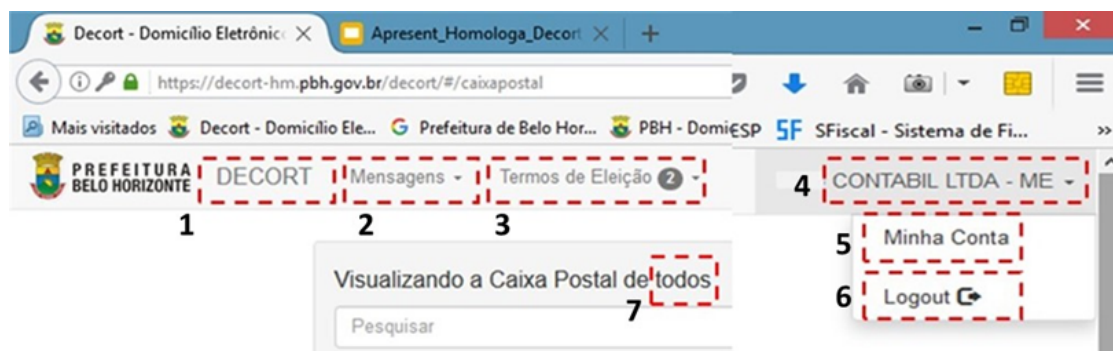 Decort - Domicílio Eletrônic
Apresent_Homologa_Decort
https://decort-hm.pbh.gov.br/decort/#/caixapostal
Mais visitados Decort - Domicílio Ele... Prefeitura de Belo Hor... PBH - Domi ESP SF SFiscal - Sistema de Fi... »
PREFEITURA
BELO HORIZONTE
DECORT Mensagens Termos de Eleição 2 4 CONTABIL LTDA - ME
1 2 3
5 Minha Conta
6 Logout
Visualizando a Caixa Postal de todos
7
Pesquisar